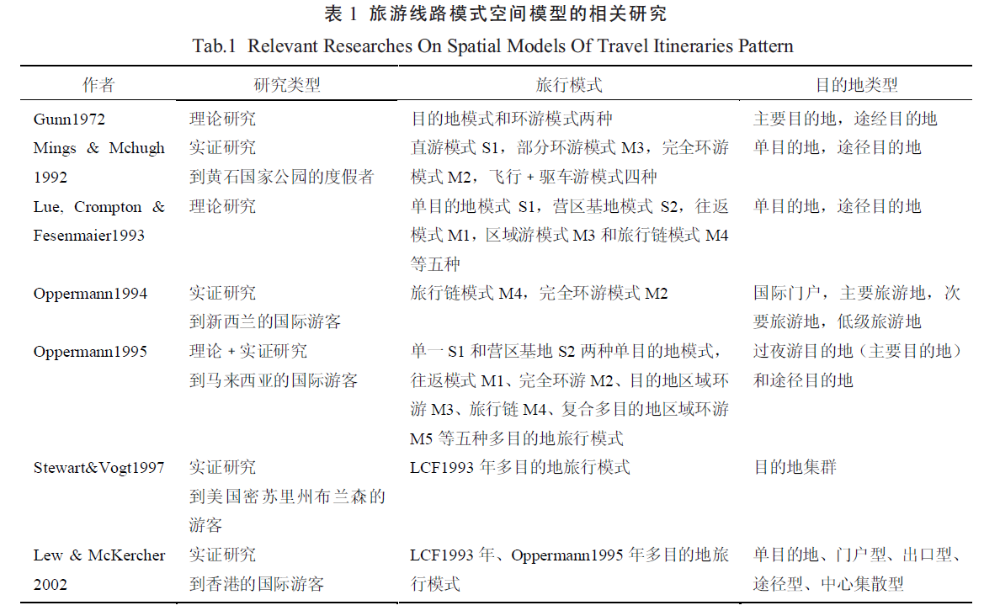 表 1 旅游线路模式空间模型的相关研究
Tab.1 Relevant Researches On Spatial Models Of Travel Itineraries Pattern
作者 研究类型 旅行模式 目的地类型
Gunn1972 理论研究 目的地模式和环游模式两种 主要目的地，途经目的地
Mings & Mchugh 实证研究 直游模式 S1，部分环游模式 M3，完全环游 单目的地，途径目的地
1992 到黄石国家公园的度假者 模式 M2，飞行﹢驱车游模式四种
Lue, Crompton & 理论研究 单目的地模式 S1，营区基地模式 S2，往返 单目的地，途径目的地
Fesenmaier1993 模式 M1，区域游模式 M3 和旅行链模式 M4
等五种
Oppermann1994 实证研究 旅行链模式 M4，完全环游模式 M2 国际门户，主要旅游地，次
到新西兰的国际游客 要旅游地，低级旅游地
Oppermann1995 理论﹢实证研究 单一 S1 和营区基地 S2 两种单目的地模式， 过夜游目的地（主要目的地）
到马来西亚的国际游客 往返模式 M1、完全环游 M2、目的地区域环 和途径目的地
游 M3、旅行链 M4、复合多目的地区域环游
M5 等五种多目的地旅行模式
Stewart&Vogt1997 实证研究 LCF1993 年多目的地旅行模式 目的地集群
到美国密苏里州布兰森的
游客
Lew & McKercher 实证研究 LCF1993 年、Oppermann1995 年多目的地旅 单目的地、门户型、出口型、
2002 到香港的国际游客 行模式 途径型、中心集散型